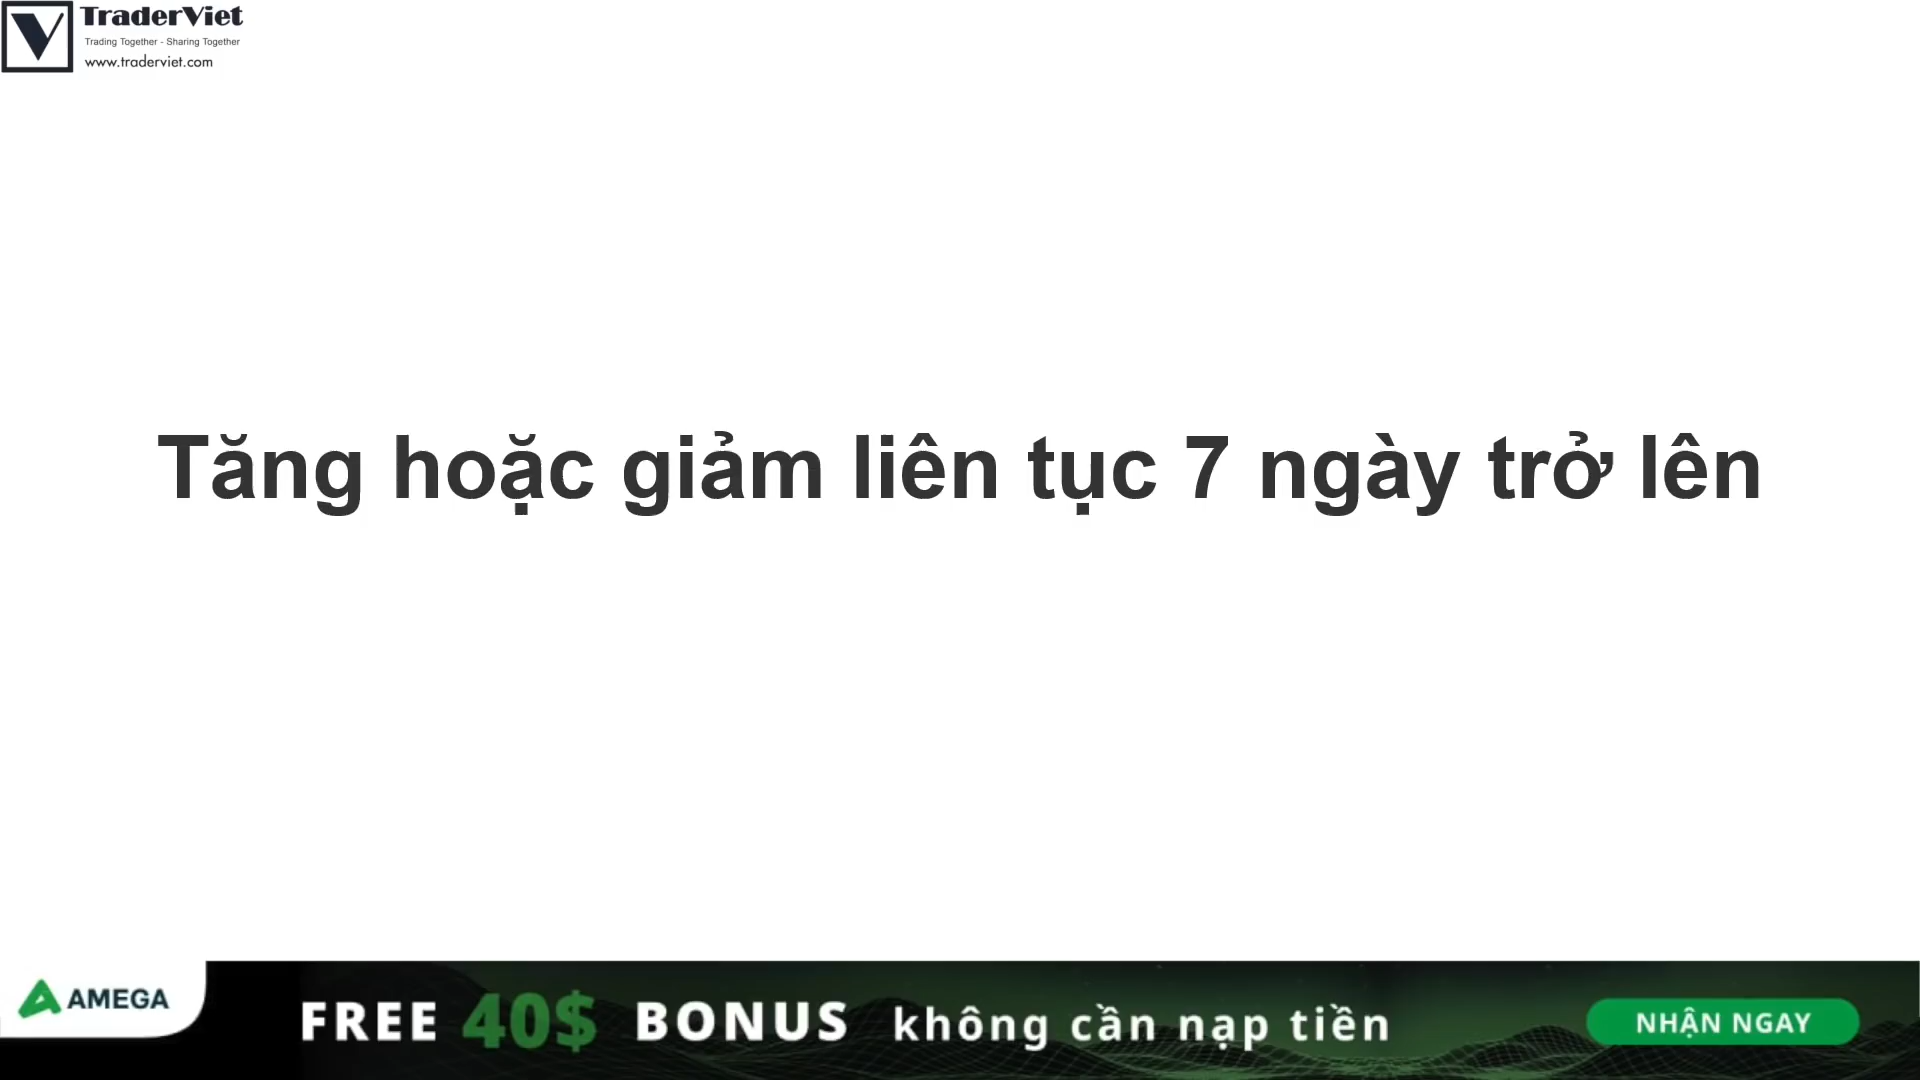 TraderViet
Trading Together - Sharing Together
www.traderviet.com
Tăng hoặc giảm liên tục 7 ngày trở lên
AMEGA
FREE 40$ BONUS không cần nạp tiền
NHẬN NGAY